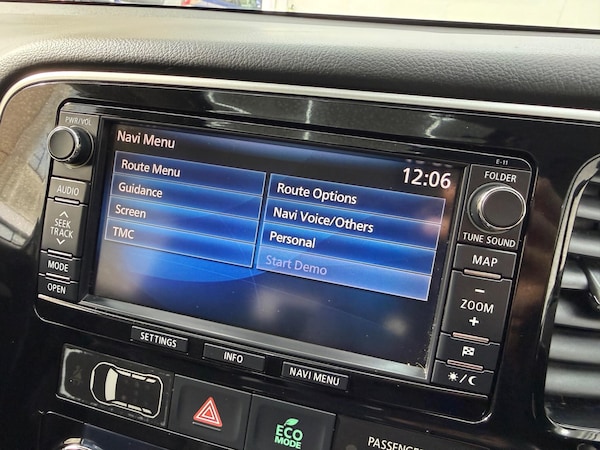 PWR/VOL
AUDIO
SEEK
TRACK
MODE
OPEN
Navi Menu
12:06
Route Menu
Guidance
Screen
TMC
Route Options
Navi Voice/Others
Personal
Start Demo
E-11
FOLDER
TUNE SOUND
MAP
−
ZOOM
+
SETTINGS
INFO
NAVI MENU
ECO
MODE
PASSENGER